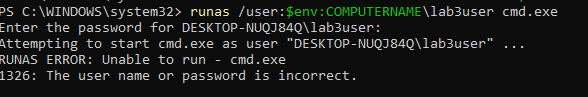 PS C:\WINDOWS\system32> runas /user:$env:COMPUTERNAME\lab3user cmd.exe
Enter the password for DESKTOP-NUQJ84Q\lab3user:
Attempting to start cmd.exe as user "DESKTOP-NUQJ84Q\lab3user" ...
RUNAS ERROR: Unable to run - cmd.exe
1326: The user name or password is incorrect.